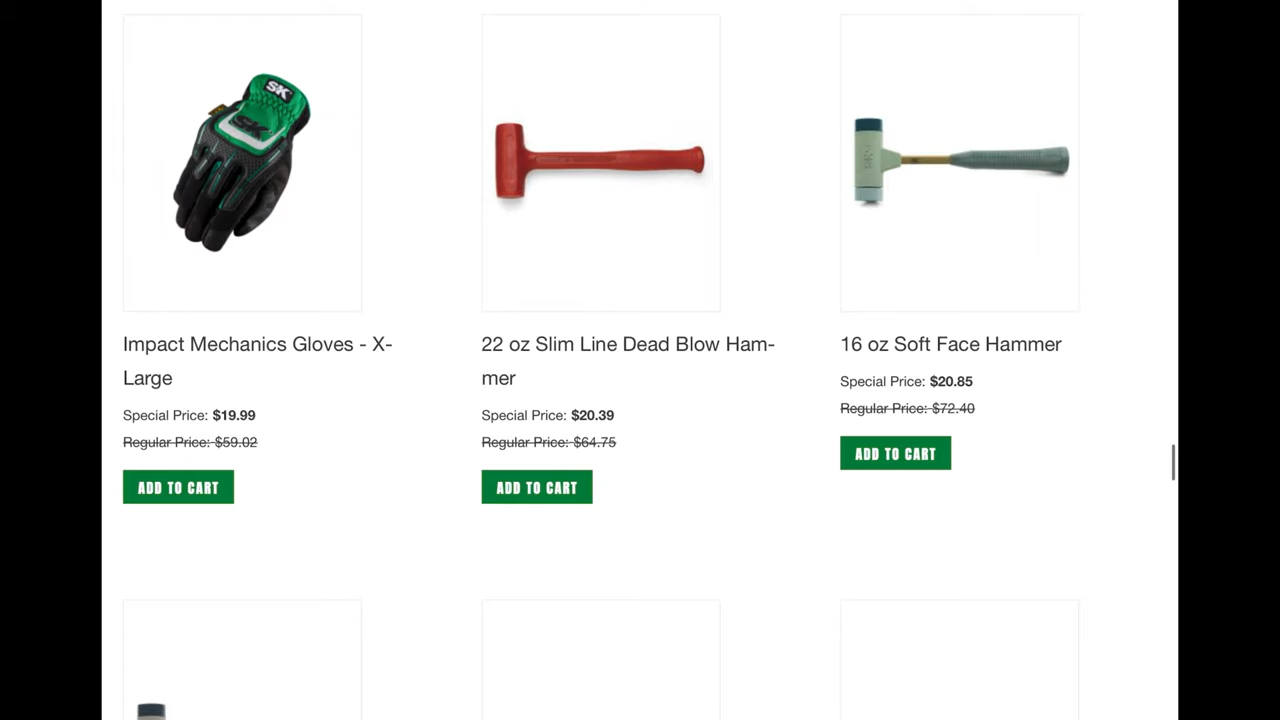 SK
SK
Impact Mechanics Gloves - X-
Large
Special Price: $19.99
Regular Price: $59.02
ADD TO CART
22 oz Slim Line Dead Blow Ham-
mer
Special Price: $20.39
Regular Price: $64.75
ADD TO CART
16 oz Soft Face Hammer
Special Price: $20.85
Regular Price: $72.40
ADD TO CART